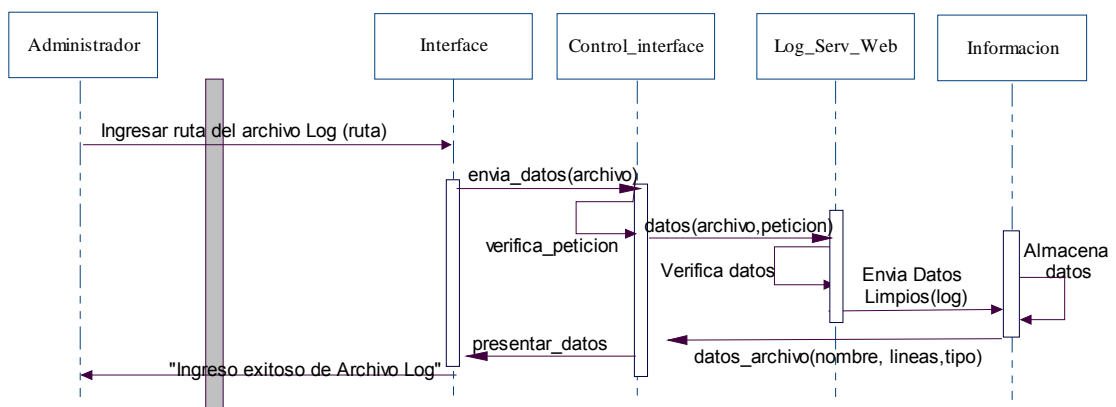 Administrador
Interface
Control_interface
Log_Serv_Web
Informacion
Ingresar ruta del archivo Log (ruta)
envia_datos(archivo)
verifica_peticion
datos(archivo,peticion)
Verifica datos
Envia Datos
Limpios(log)
Almacena
datos
datos_archivo(nombre, lineas,tipo)
presentar_datos
"Ingreso exitoso de Archivo Log"